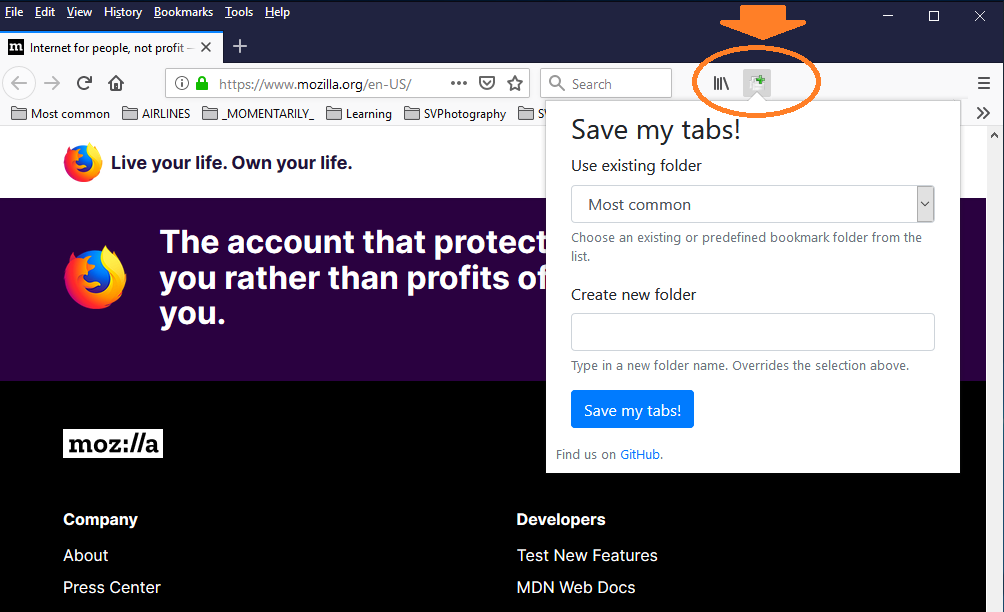 File Edit View History Bookmarks Tools Help
m Internet for people, not profit –
https://www.mozilla.org/en-US/
Search
Most common AIRLINES _MOMENTARILY_ Learning SVPhotography SV
Live your life. Own your life.
The account that protect
you rather than profits of
you.
Save my tabs!
Use existing folder
Most common
Choose an existing or predefined bookmark folder from the
list.
Create new folder
Type in a new folder name. Overrides the selection above.
Save my tabs!
Find us on GitHub.
moz://a
Company Developers
About Test New Features
Press Center MDN Web Docs